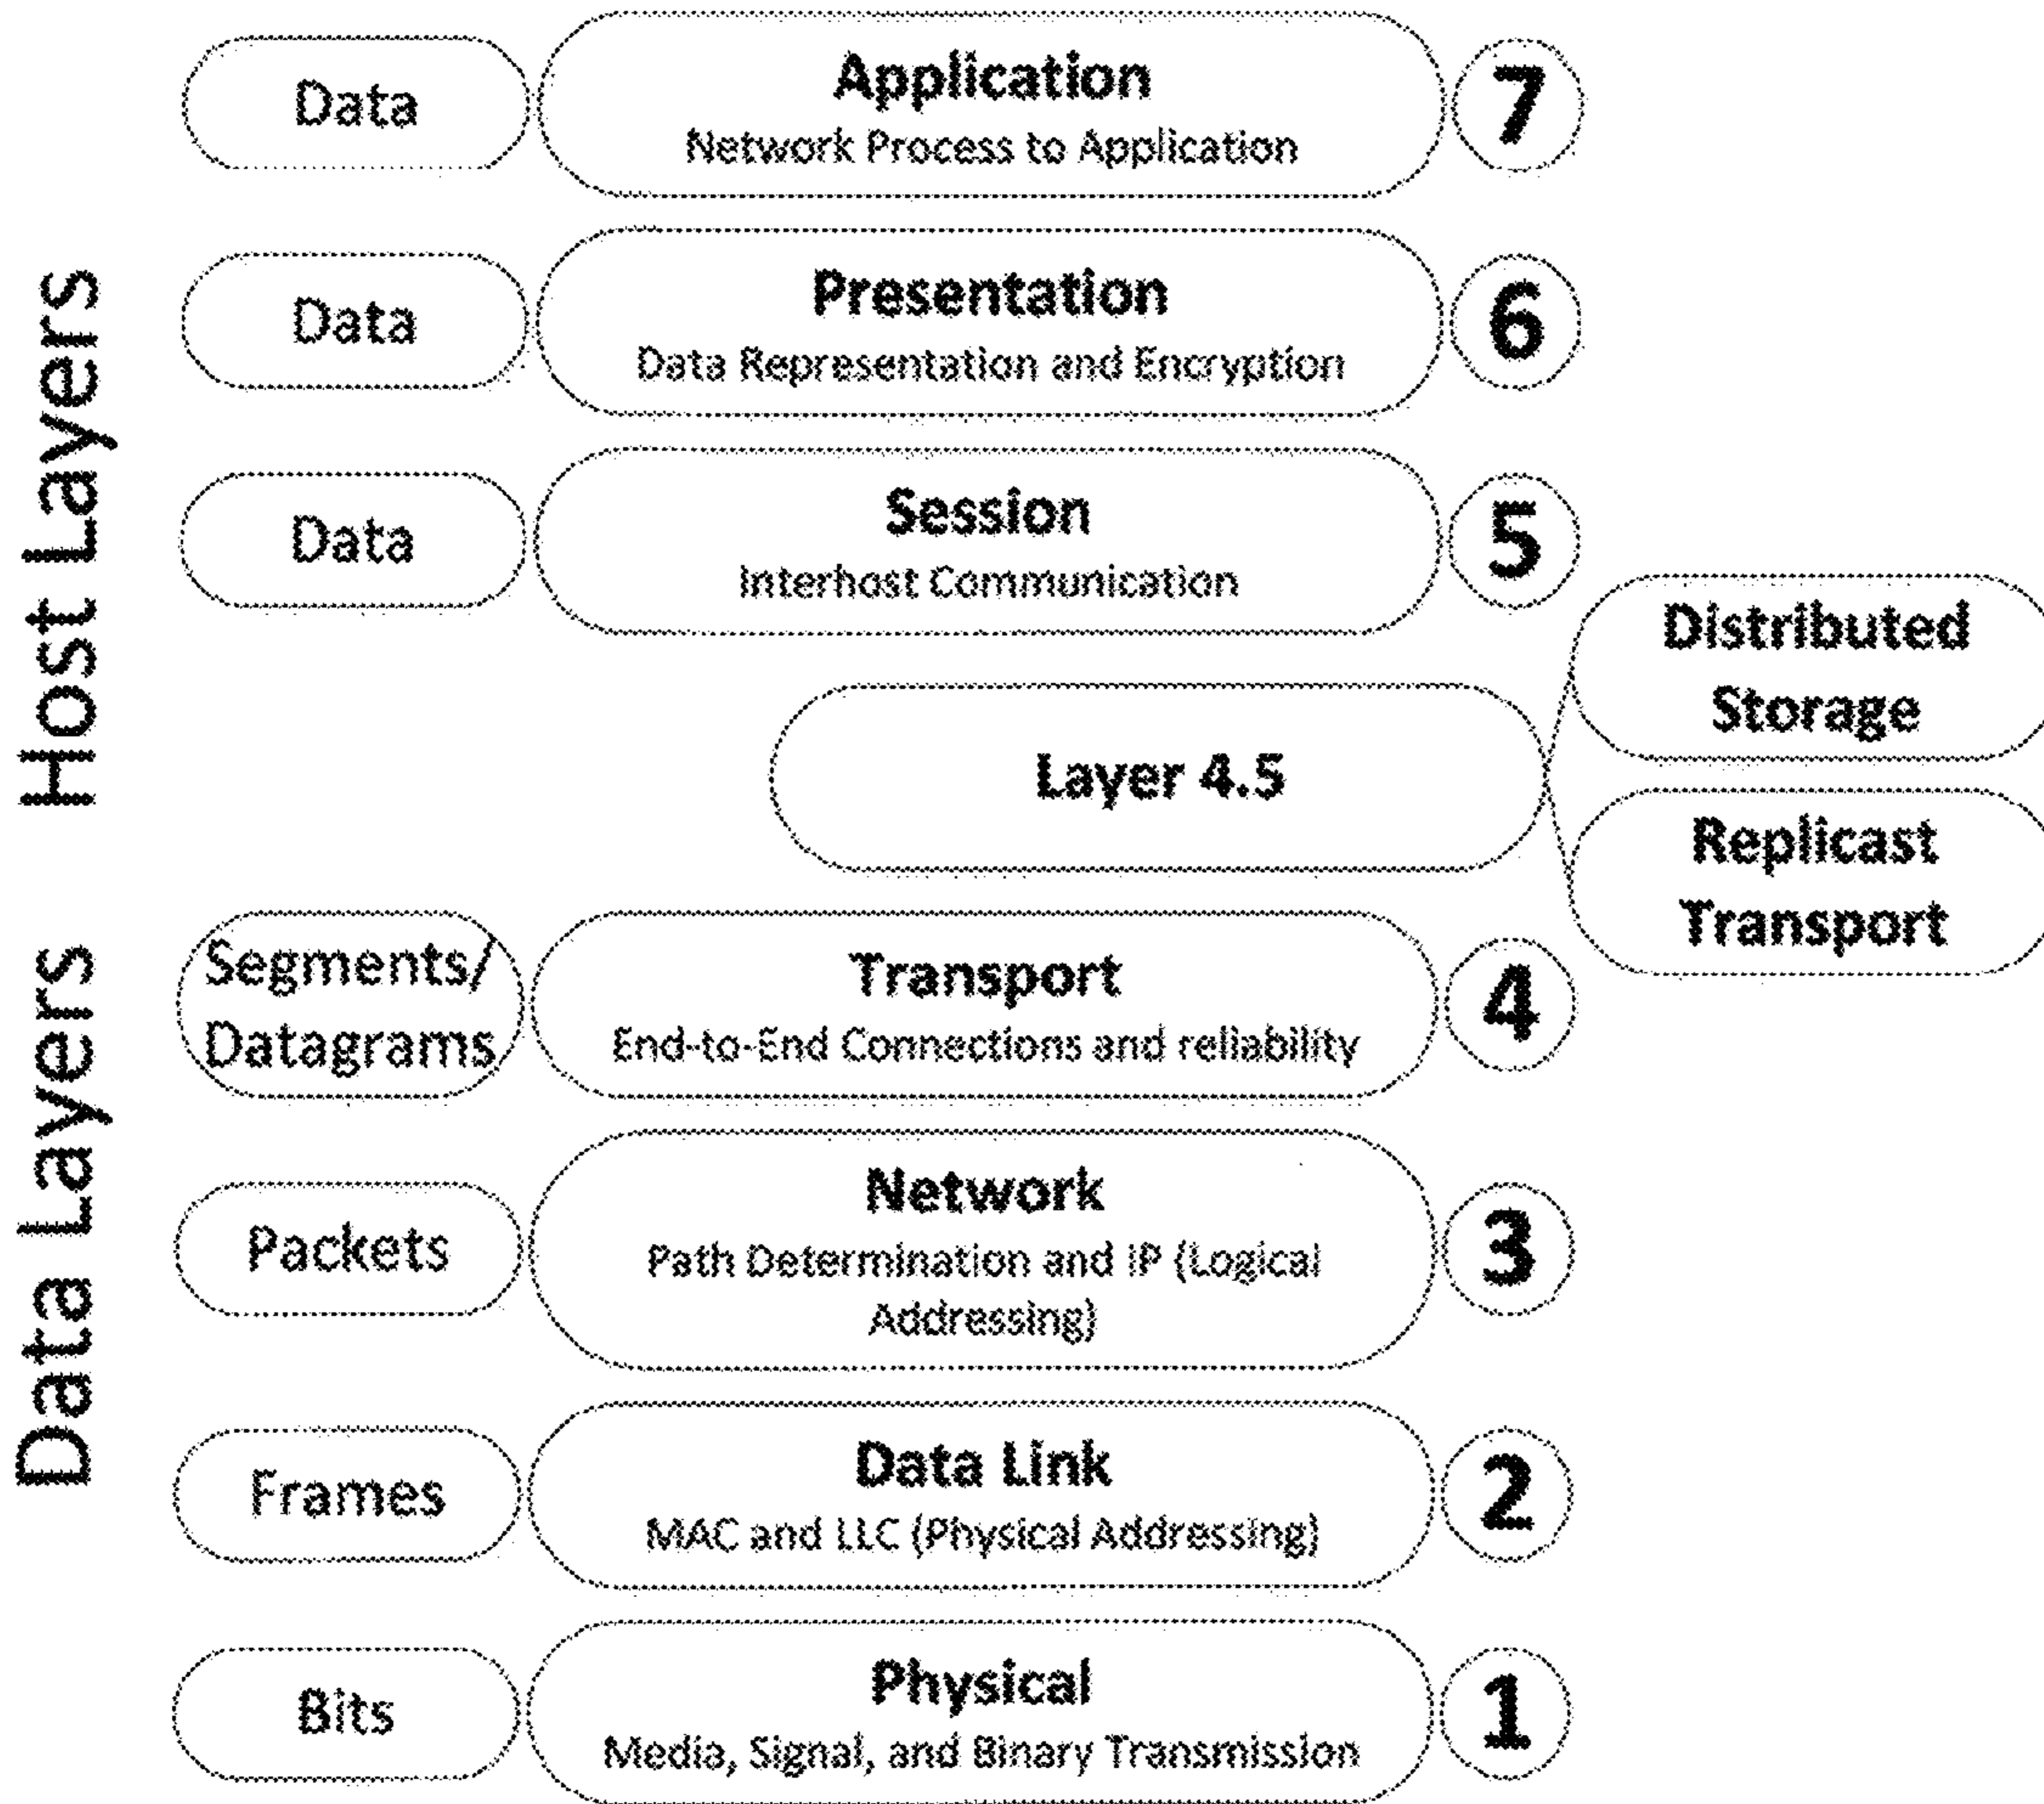 Host Layers
Data Layers
Data
Application
Network Process to Application
7
Data
Presentation
Data Representation and Encryption
6
Data
Session
Interhost Communication
5
Layer 4.5
Distributed
Storage
Replicast
Transport
Segments/
Datagrams
Transport
End-to-End Connections and reliability
4
Packets
Network
Path Determination and IP (Logical
Addressing)
3
Frames
Data Link
MAC and LLC (Physical Addressing)
2
Bits
Physical
Media, Signal, and Binary Transmission
1